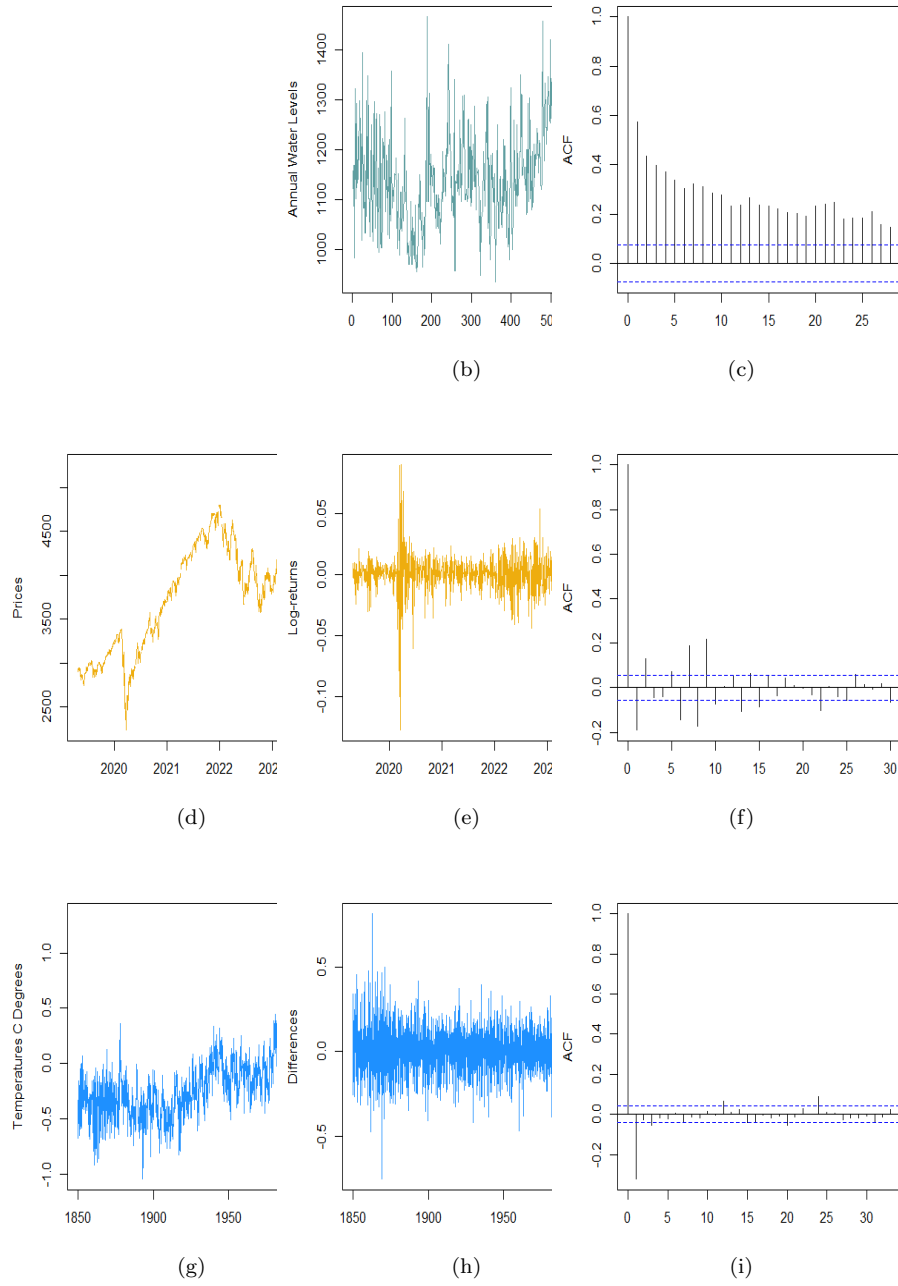 Annual Water Levels
1000 1100 1200 1300 1400
0 100 200 300 400 50
(b)
ACF
0.0 0.2 0.4 0.6 0.8 1.0
0 5 10 15 20 25
(c)
Prices
2500 3500 4500
2020 2021 2022 202
(d)
Log-returns
-0.10 -0.05 0.00 0.05
2020 2021 2022 202
(e)
ACF
-0.2 0.0 0.2 0.4 0.6 0.8 1.0
0 5 10 15 20 25 30
(f)
Temperatures C Degrees
-1.0 -0.5 0.0 0.5 1.0
1850 1900 1950
(g)
Differences
-0.5 0.0 0.5
1850 1900 1950
(h)
ACF
-0.2 0.0 0.2 0.4 0.6 0.8 1.0
0 5 10 15 20 25 30
(i)